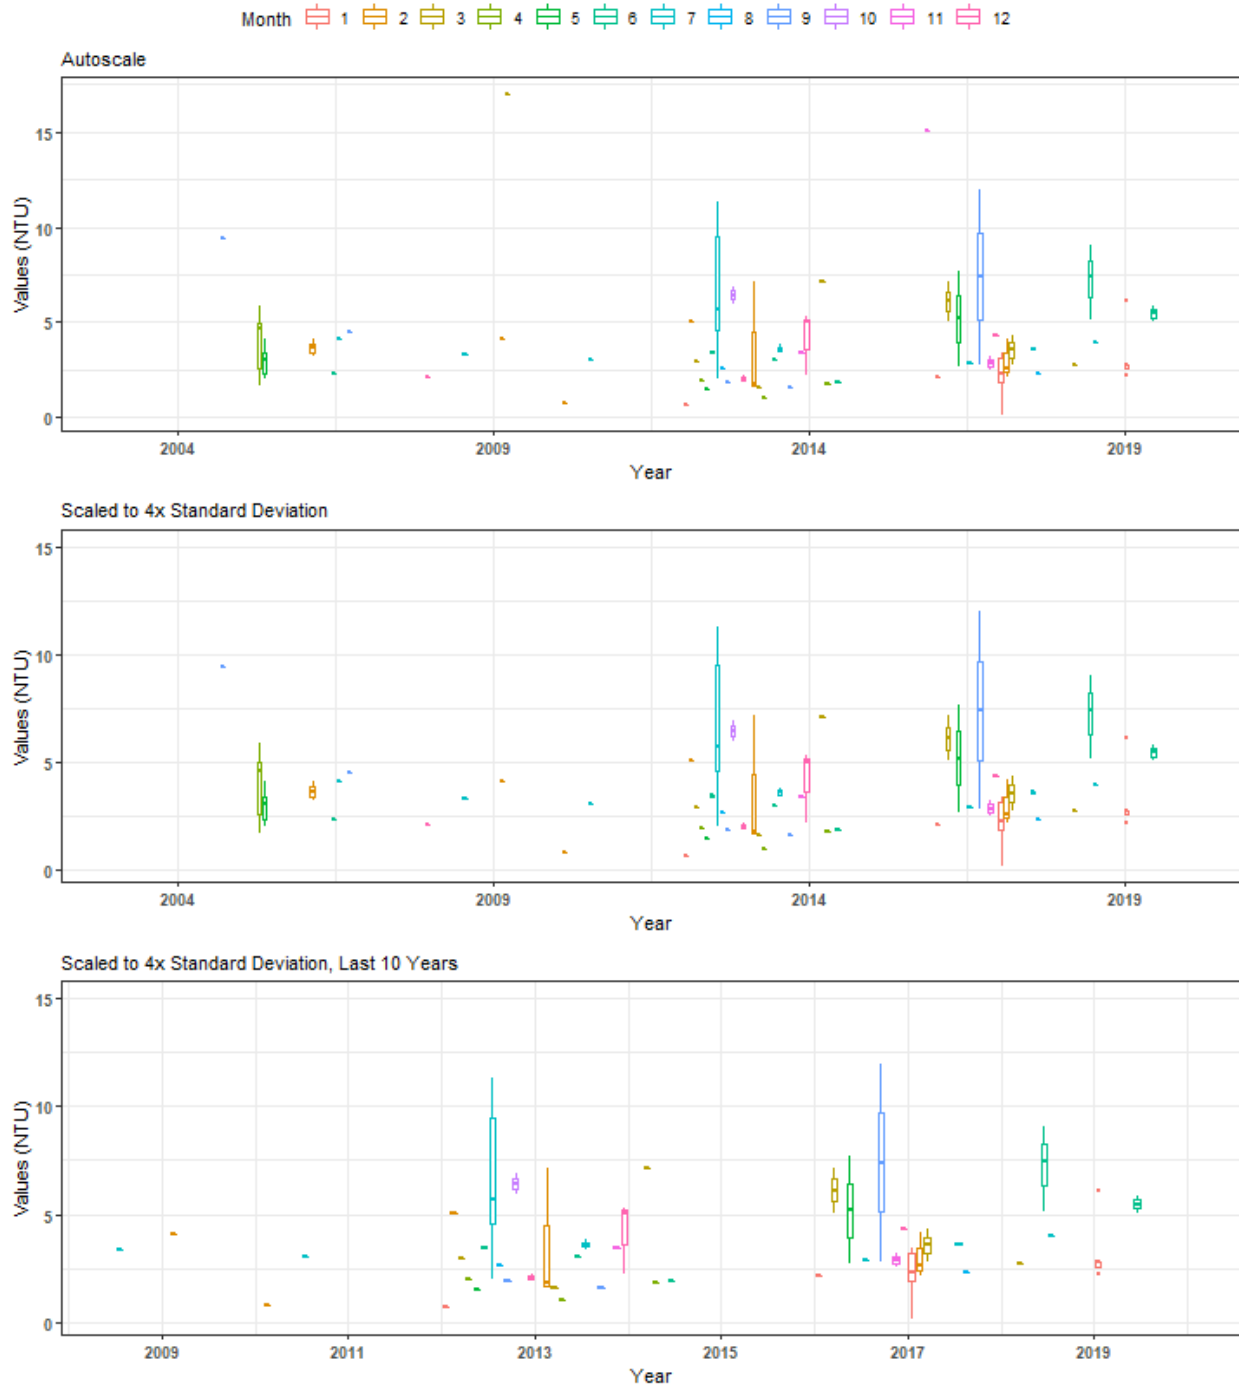 Month 1 2 3 4 5 6 7 8 9 10 11 12
Autoscale
Values (NTU)
15
10
5
0
2004 2009 2014 2019
Year
Scaled to 4x Standard Deviation
Values (NTU)
15
10
5
0
2004 2009 2014 2019
Year
Scaled to 4x Standard Deviation, Last 10 Years
Values (NTU)
15
10
5
0
2009 2011 2013 2015 2017 2019
Year